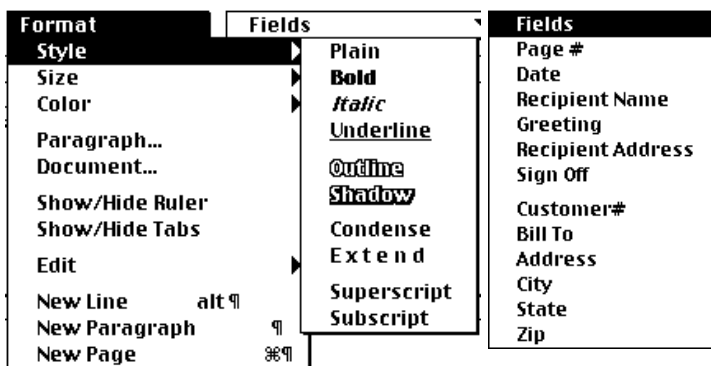 Format
Style
Size
Color
Paragraph...
Document...
Show/Hide Ruler
Show/Hide Tabs
Edit
New Line alt ¶
New Paragraph ¶
New Page ⌘¶
Fields
Plain
Bold
Italic
Underline
Outline
Shadow
Condense
Extend
Superscript
Subscript
Fields
Page #
Date
Recipient Name
Greeting
Recipient Address
Sign Off
Customer#
Bill To
Address
City
State
Zip